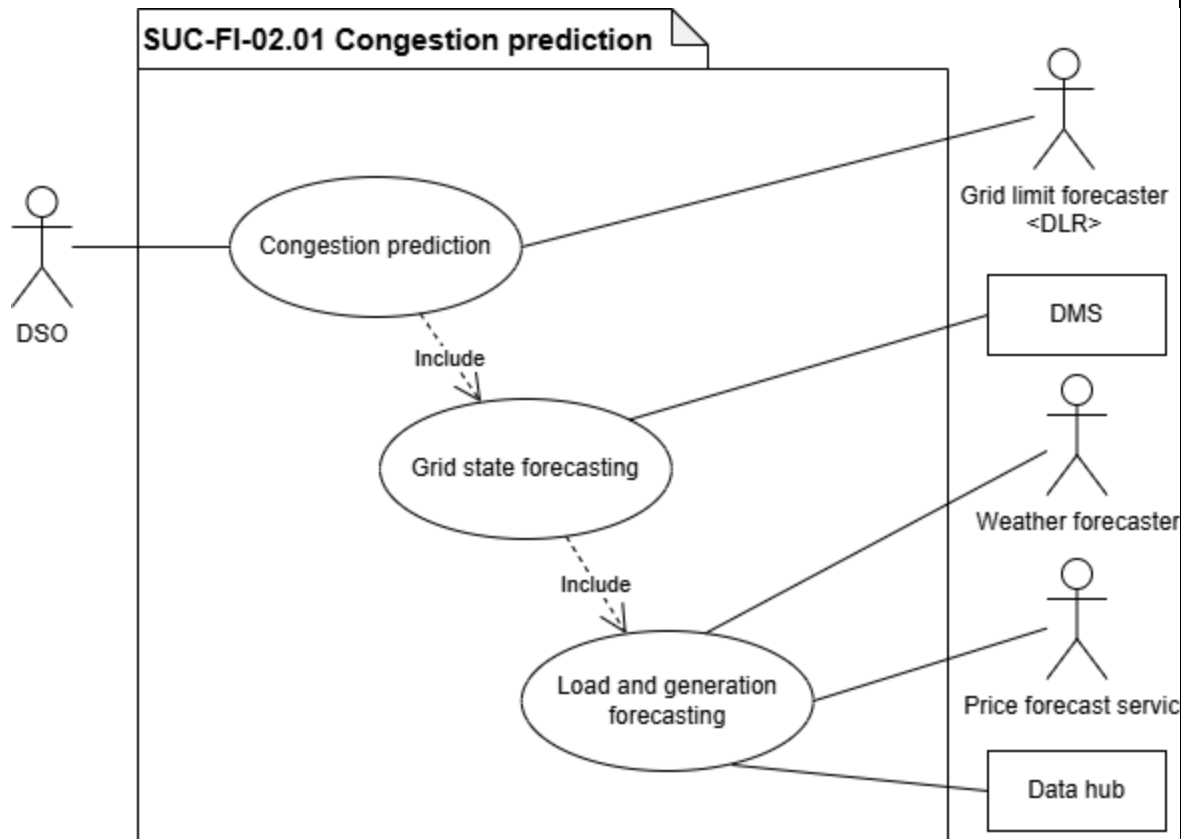 SUC-FI-02.01 Congestion prediction
Grid limit forecaster
<DLR>
Congestion prediction
DSO
DMS
Include
Grid state forecasting
Weather forecaster
Include
Load and generation
forecasting
Price forecast servic
Data hub